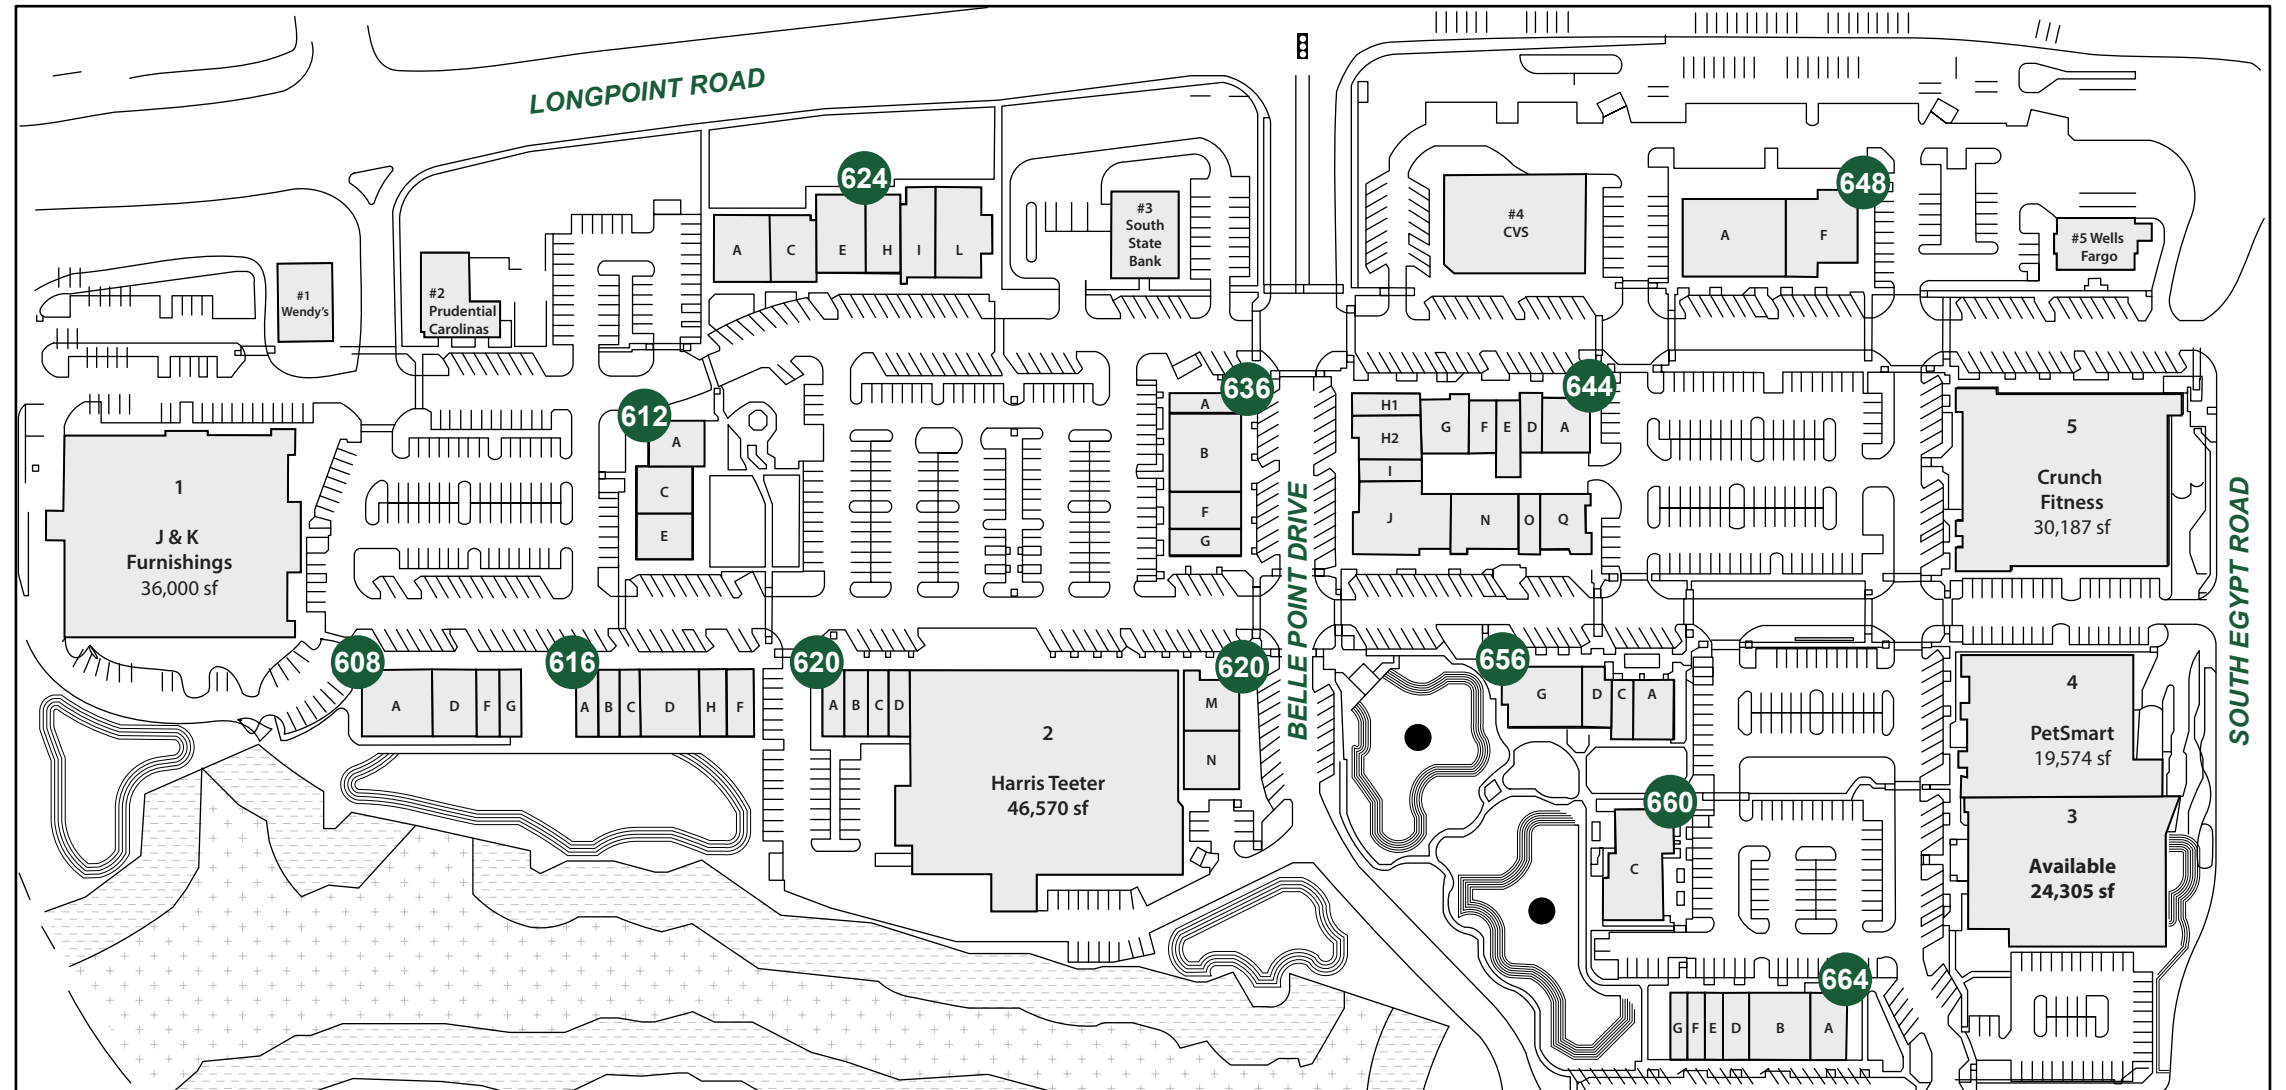 LONGPOINT ROAD
624
648
A
C
E
H
I
L
#3
South
State
Bank
#4
CVS
A
F
#5 Wells
Fargo
#1
Wendy's
#2
Prudential
Carolinas
612
A
C
E
636
A
B
F
G
BELLE POINT DRIVE
644
H1
H2
I
J
G
F
E
D
A
N
O
Q
5
Crunch
Fitness
30,187 sf
SOUTH EGYPT ROAD
1
J & K
Furnishings
36,000 sf
608
A
D
F
G
616
A
B
C
D
H
F
620
A
B
C
D
2
Harris Teeter
46,570 sf
620
M
N
656
G
D
C
A
4
PetSmart
19,574 sf
660
C
3
Available
24,305 sf
664
G
F
E
D
B
A